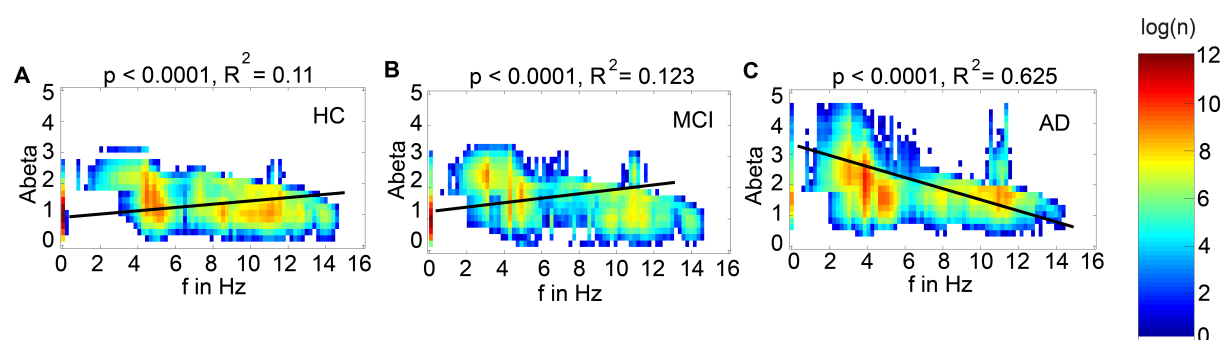 log(n)
A
p < 0.0001, R² = 0.11
HC
Abeta
5
4
3
2
1
0
0 2 4 6 8 10 12 14 16
f in Hz
B
p < 0.0001, R² = 0.123
MCI
Abeta
5
4
3
2
1
0
0 2 4 6 8 10 12 14 16
f in Hz
C
p < 0.0001, R² = 0.625
AD
Abeta
5
4
3
2
1
0
0 2 4 6 8 10 12 14 16
f in Hz
12
10
8
6
4
2
0